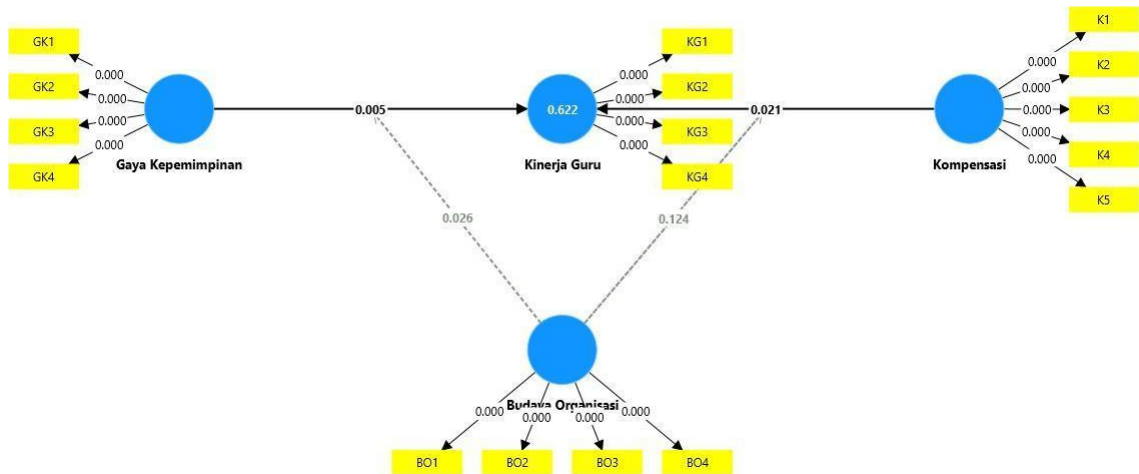 GK1
GK2
GK3
GK4
0.000
0.000
0.000
0.000
Gaya Kepemimpinan
0.005
0.622
Kinerja Guru
KG1
KG2
KG3
KG4
0.000
0.000
0.000
0.000
0.021
Kompensasi
K1
K2
K3
K4
K5
0.000
0.000
0.000
0.000
0.000
0.026
0.124
Budaya Organisasi
0.000
0.000
0.000
0.000
BO1
BO2
BO3
BO4